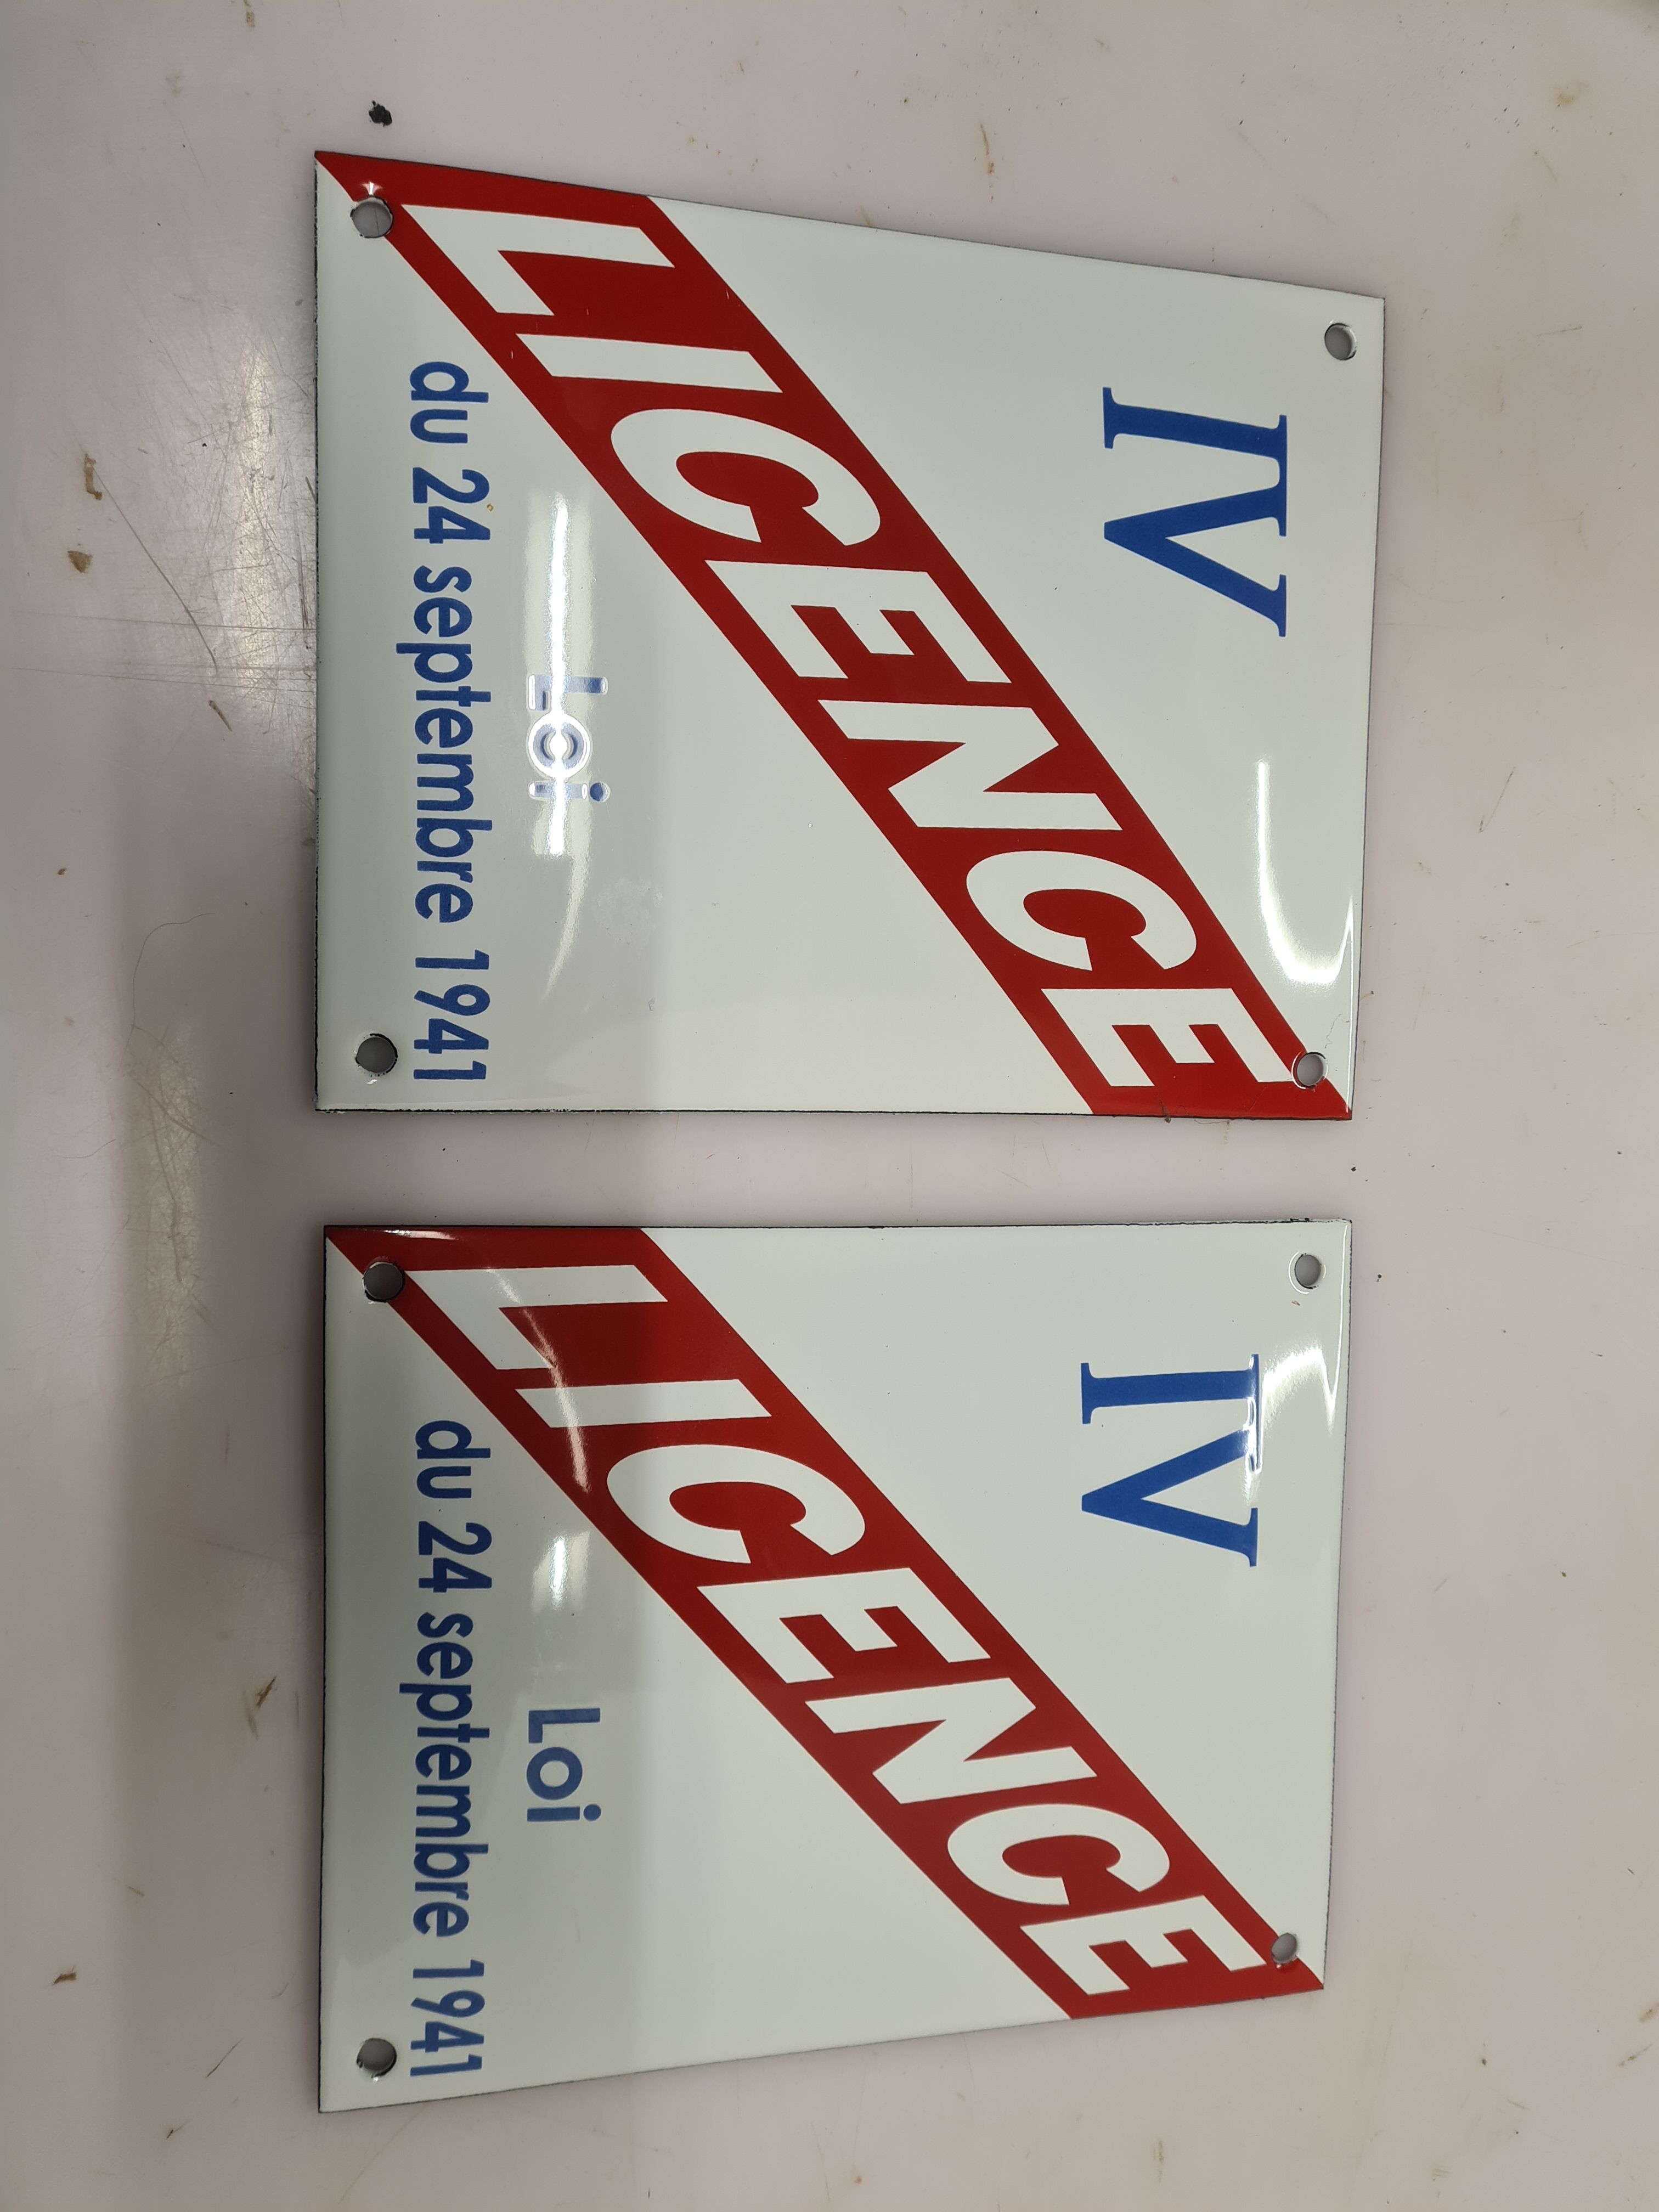 IV
LICENCE
Loi
du 24 septembre 1941
IV
LICENCE
Loi
du 24 septembre 1941